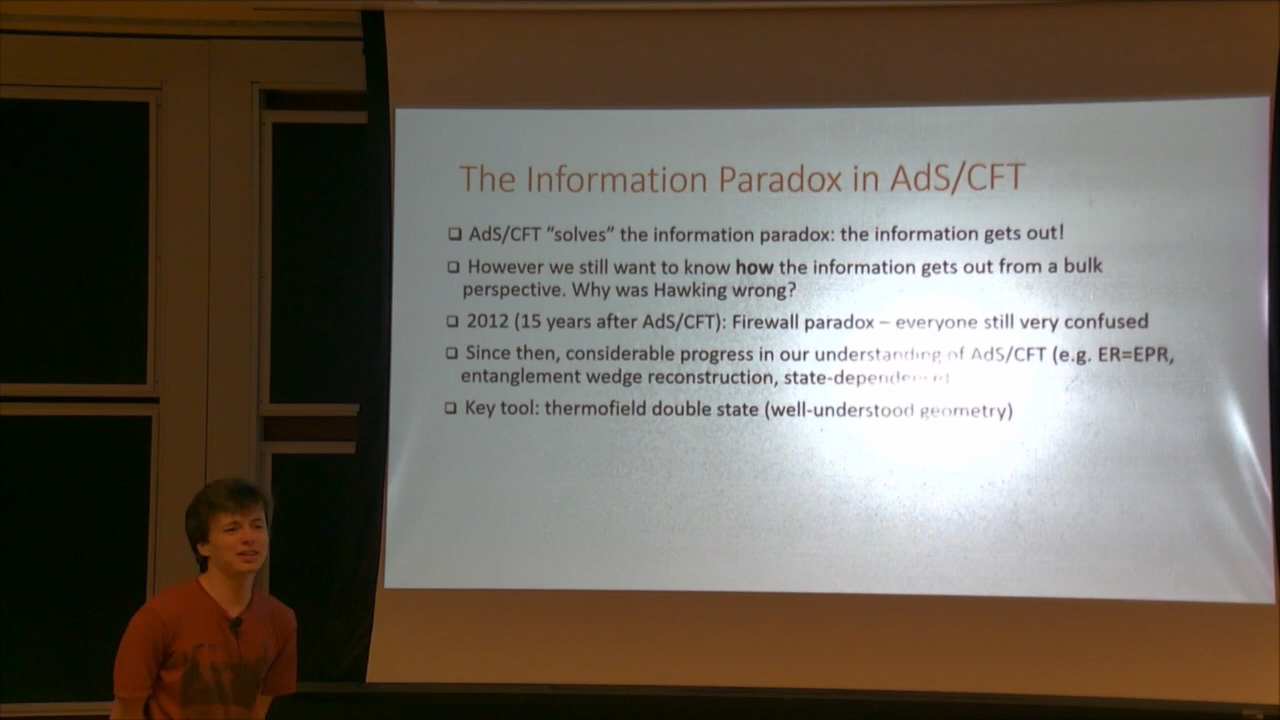 The Information Paradox in AdS/CFT
❑ AdS/CFT “solves” the information paradox: the information gets out!
❑ However we still want to know how the information gets out from a bulk
perspective. Why was Hawking wrong?
❑ 2012 (15 years after AdS/CFT): Firewall paradox – everyone still very confused
❑ Since then, considerable progress in our understanding of AdS/CFT (e.g. ER=EPR,
entanglement wedge reconstruction,
❑ Key tool: thermofield double state (well-understood geometry)